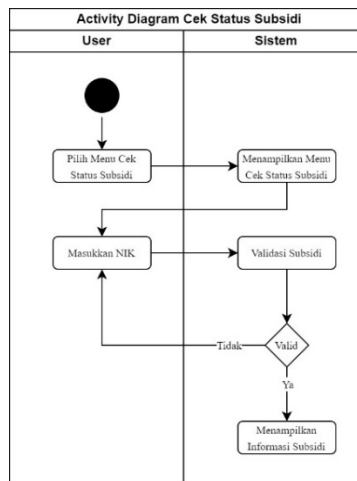 Activity Diagram Cek Status Subsidi
User
Sistem
Pilih Menu Cek
Status Subsidi
Menampilkan Menu
Cek Status Subsidi
Masukkan NIK
Validasi Subsidi
Tidak
Valid
Ya
Menampilkan
Informasi Subsidi